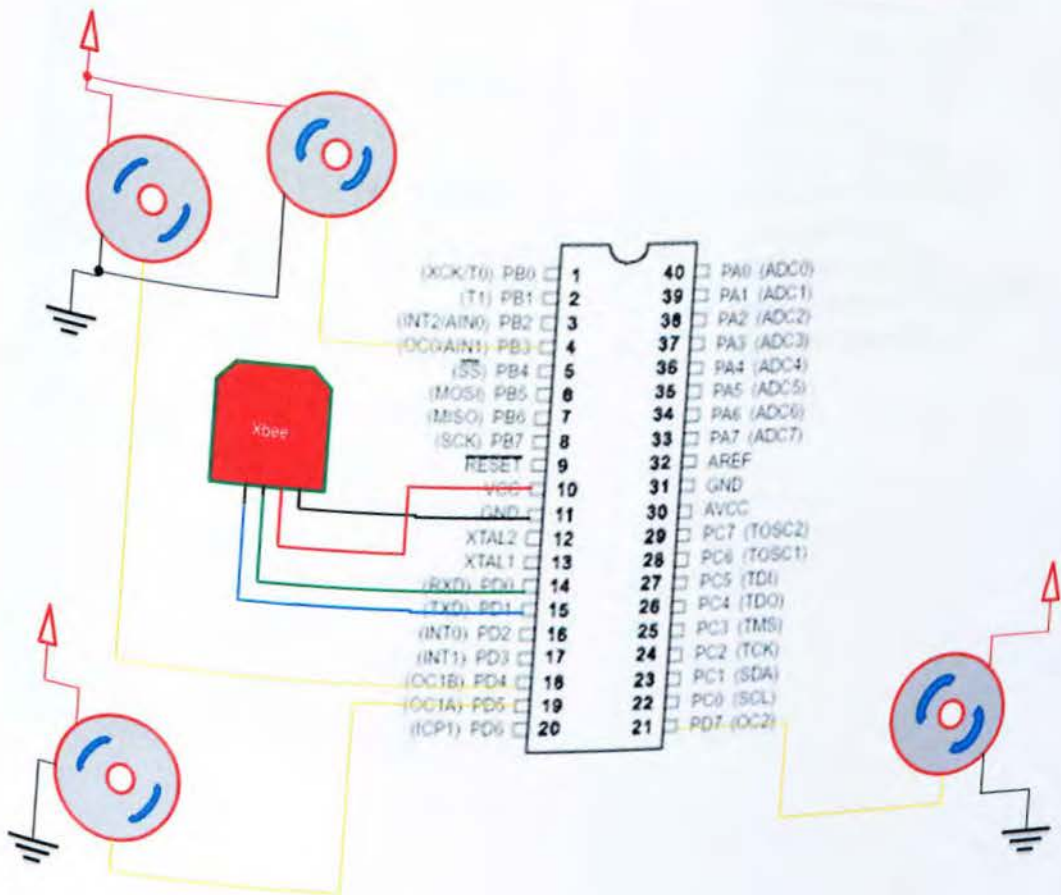 (XCK/T0) PB0 1 40 PA0 (ADC0)
(T1) PB1 2 39 PA1 (ADC1)
(INT2/AIN0) PB2 3 38 PA2 (ADC2)
(OC0/AIN1) PB3 4 37 PA3 (ADC3)
(SS) PB4 5 36 PA4 (ADC4)
(MOSI) PB5 6 35 PA5 (ADC5)
(MISO) PB6 7 34 PA6 (ADC6)
(SCK) PB7 8 33 PA7 (ADC7)
RESET 9 32 AREF
VCC 10 31 GND
GND 11 30 AVCC
XTAL2 12 29 PC7 (TOSC2)
XTAL1 13 28 PC6 (TOSC1)
(RXD) PD0 14 27 PC5 (TDI)
(TXD) PD1 15 26 PC4 (TDO)
(INT0) PD2 16 25 PC3 (TMS)
(INT1) PD3 17 24 PC2 (TCK)
(OC1B) PD4 18 23 PC1 (SDA)
(OC1A) PD5 19 22 PC0 (SCL)
(ICP1) PD6 20 21 PD7 (OC2)
Xbee